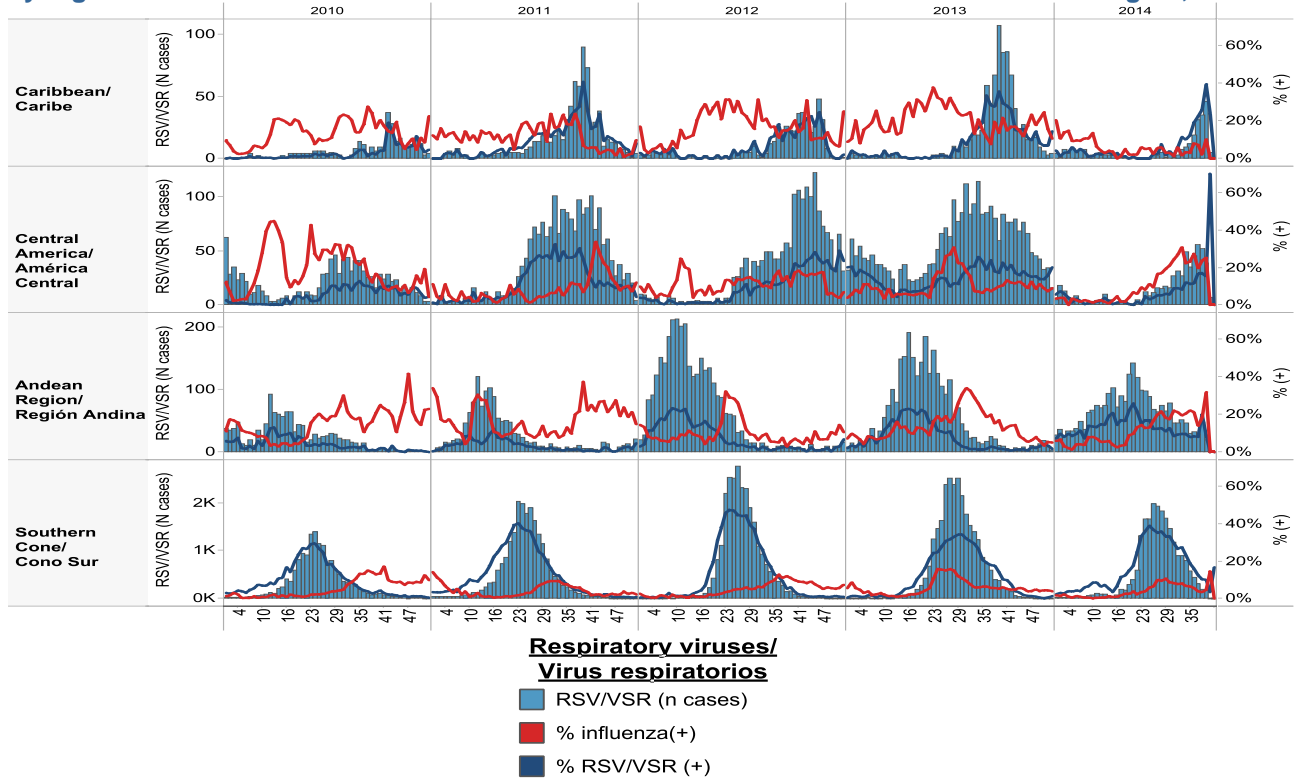 2010 2011 2012 2013 2014
Caribbean/
Caribe
RSV/VSR (N cases)
100
50
0
60%
40%
20%
0%
% (+)
Central
America/
América
Central
RSV/VSR (N cases)
100
50
0
60%
40%
20%
0%
% (+)
Andean
Region/
Región Andina
RSV/VSR (N cases)
200
100
0
60%
40%
20%
0%
% (+)
Southern
Cone/
Cono Sur
RSV/VSR (N cases)
2K
1K
0K
60%
40%
20%
0%
% (+)
4 10 16 23 29 35 41 47 4 10 16 23 29 35 41 47 4 10 16 23 29 35 41 47 4 10 16 23 29 35 41 47 4 10 16 23 29 35
Respiratory viruses/
Virus respiratorios
RSV/VSR (n cases)
% influenza(+)
% RSV/VSR (+)